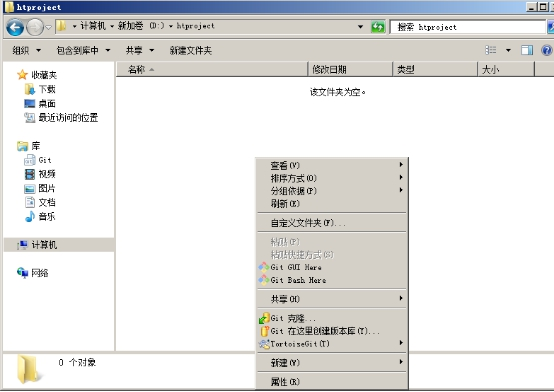 htproject
计算机 ▸ 新加卷 (D:) ▸ htproject
搜索 htproject
组织 包含到库中 共享 新建文件夹
名称 修改日期 类型 大小
该文件夹为空。
收藏夹
下载
桌面
最近访问的位置
库
Git
视频
图片
文档
音乐
计算机
网络
查看(V)
排序方式(O)
分组依据(P)
刷新(E)
自定义文件夹(F)...
粘贴(P)
粘贴快捷方式(S)
Git GUI Here
Git Bash Here
共享(H)
Git 克隆...
Git 在这里创建版本库(Y)...
TortoiseGit(T)
新建(W)
属性(R)
0 个对象